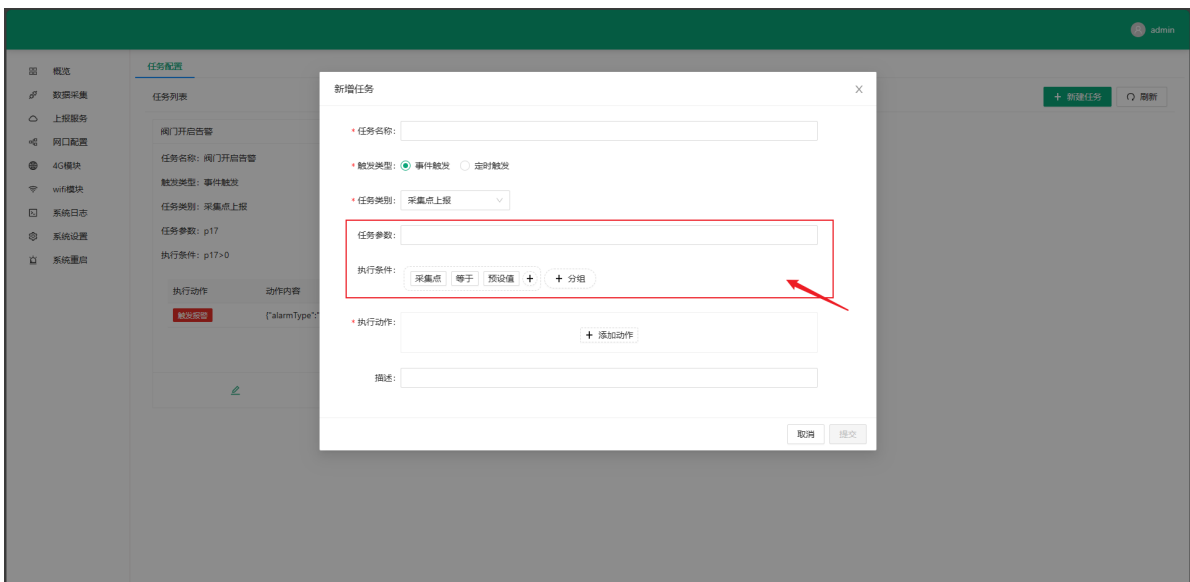 admin
概览
数据采集
上报服务
网口配置
4G模块
wifi模块
系统日志
系统设置
系统重启
任务配置
任务列表
+ 新建任务
刷新
阀门开启告警
任务名称: 阀门开启告警
触发类型: 事件触发
任务类别: 采集点上报
任务参数: p17
执行条件: p17>0
执行动作 动作内容
触发报警 {"alarmType":"
新增任务
* 任务名称:
* 触发类型: 事件触发 定时触发
* 任务类别: 采集点上报
任务参数:
执行条件: 采集点 等于 预设值 + + 分组
* 执行动作: + 添加动作
描述:
取消 提交